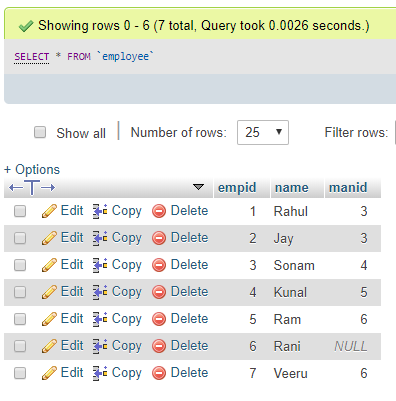 Showing rows 0 - 6 (7 total, Query took 0.0026 seconds.)
SELECT * FROM `employee`
Show all Number of rows: 25 Filter rows:
+ Options
empid name manid
Edit Copy Delete 1 Rahul 3
Edit Copy Delete 2 Jay 3
Edit Copy Delete 3 Sonam 4
Edit Copy Delete 4 Kunal 5
Edit Copy Delete 5 Ram 6
Edit Copy Delete 6 Rani NULL
Edit Copy Delete 7 Veeru 6